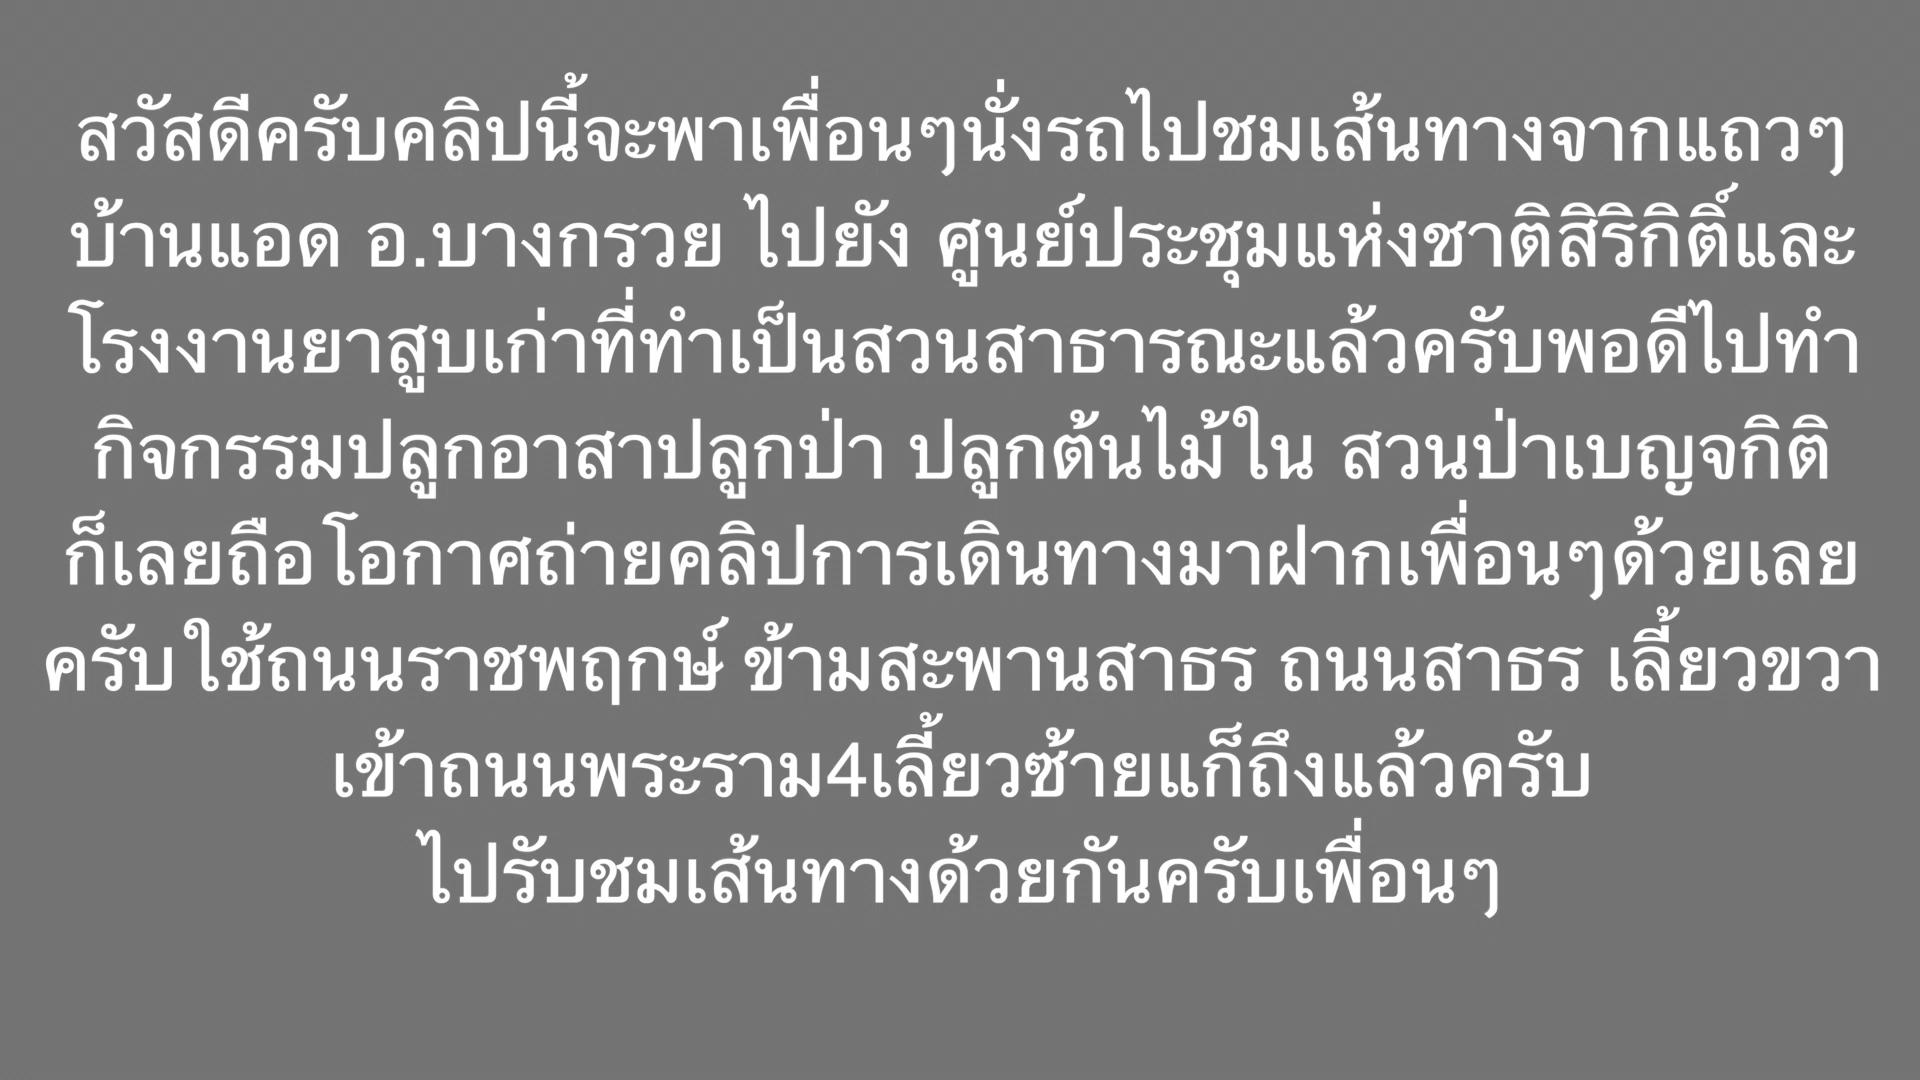 สวัสดีครับคลิปนี้จะพาเพื่อนๆนั่งรถไปชมเส้นทางจากแถวๆ
บ้านแอด อ.บางกรวย ไปยัง ศูนย์ประชุมแห่งชาติสิริกิติ์และ
โรงงานยาสูบเก่าที่ทำเป็นสวนสาธารณะแล้วครับพอดีไปทำ
กิจกรรมปลูกอาสาปลูกป่า ปลูกต้นไม้ใน สวนป่าเบญจกิติ
ก็เลยถือโอกาศถ่ายคลิปการเดินทางมาฝากเพื่อนๆด้วยเลย
ครับ ใช้ถนนราชพฤกษ์ ข้ามสะพานสาธร ถนนสาธร เลี้ยวขวา
เข้าถนนพระราม4เลี้ยวซ้ายแก็ถึงแล้วครับ
ไปรับชมเส้นทางด้วยกันครับเพื่อนๆ